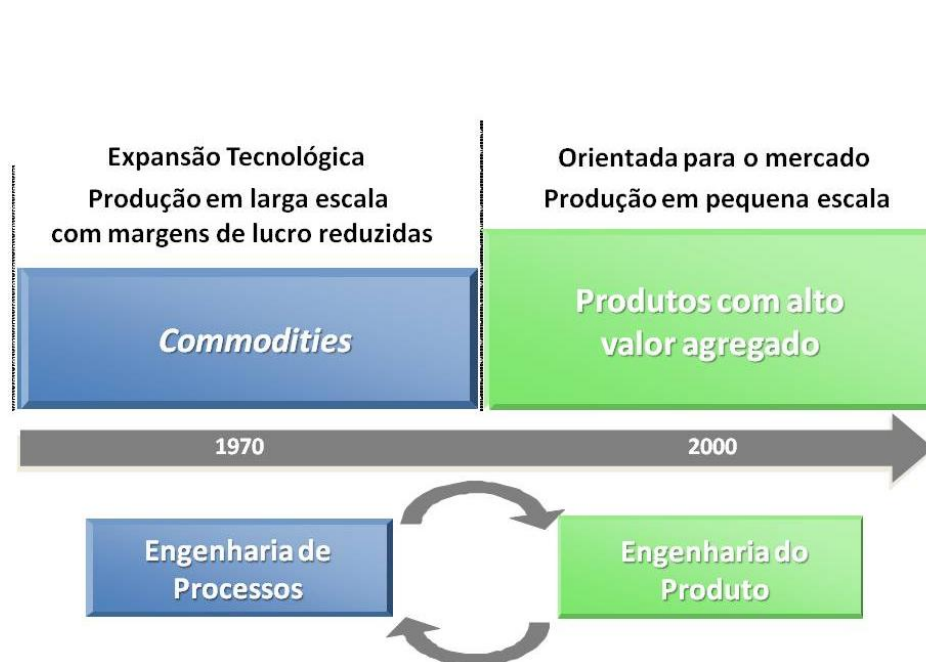 Expansão Tecnológica
Produção em larga escala
com margens de lucro reduzidas
Commodities
Orientada para o mercado
Produção em pequena escala
Produtos com alto
valor agregado
1970
2000
Engenharia de
Processos
Engenharia do
Produto